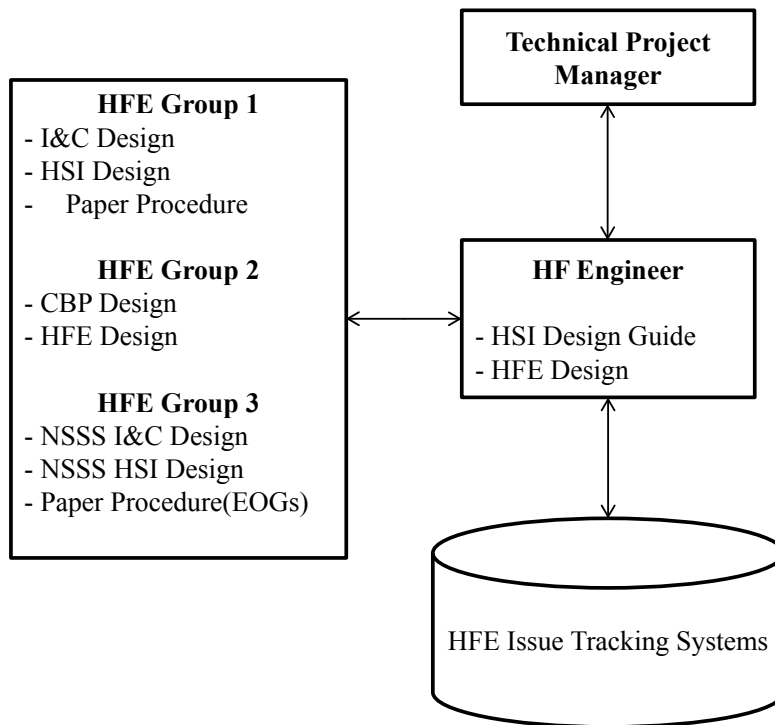 Technical Project
Manager
HFE Group 1
- I&C Design
- HSI Design
- Paper Procedure
HFE Group 2
- CBP Design
- HFE Design
HFE Group 3
- NSSS I&C Design
- NSSS HSI Design
- Paper Procedure(EOGs)
HF Engineer
- HSI Design Guide
- HFE Design
HFE Issue Tracking Systems